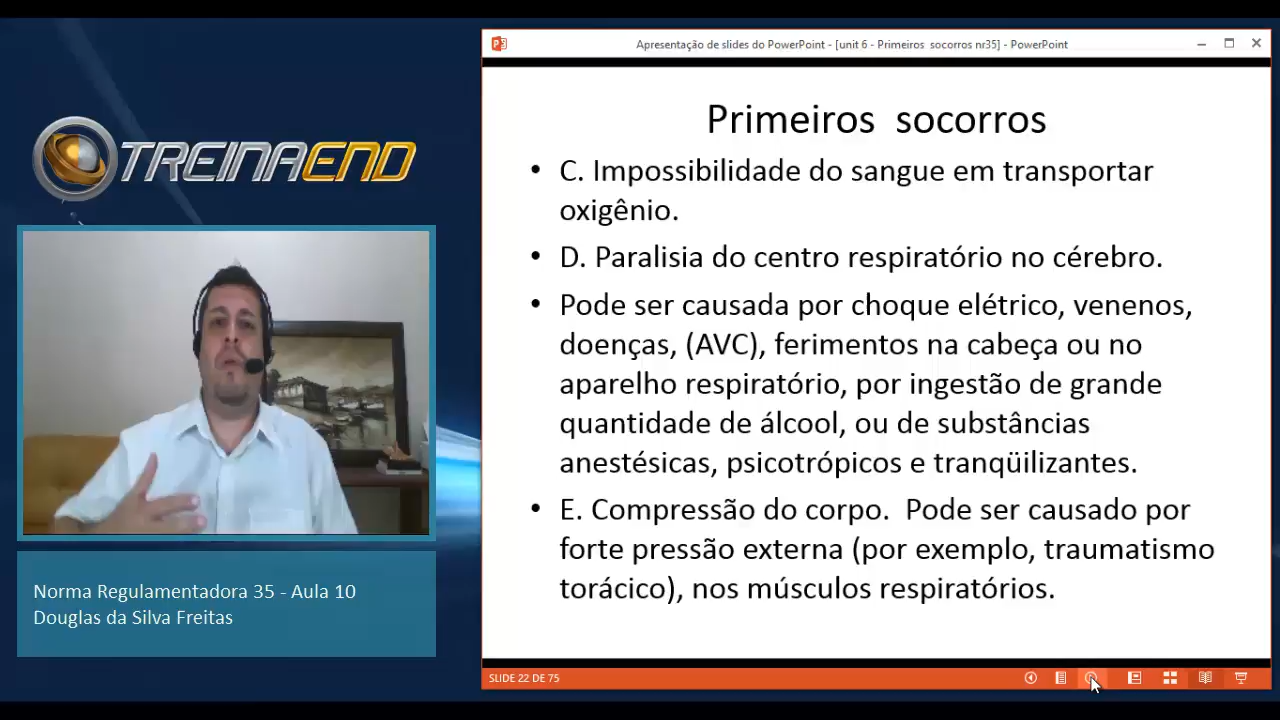 TREINAEND
Norma Regulamentadora 35 - Aula 10
Douglas da Silva Freitas
Apresentação de slides do PowerPoint - [unit 6 - Primeiros  socorros nr35] - PowerPoint
Primeiros  socorros
• C. Impossibilidade do sangue em transportar
oxigênio.
• D. Paralisia do centro respiratório no cérebro.
• Pode ser causada por choque elétrico, venenos,
doenças, (AVC), ferimentos na cabeça ou no
aparelho respiratório, por ingestão de grande
quantidade de álcool, ou de substâncias
anestésicas, psicotrópicos e tranqüilizantes.
• E. Compressão do corpo.  Pode ser causado por
forte pressão externa (por exemplo, traumatismo
torácico), nos músculos respiratórios.
SLIDE 22 DE 75